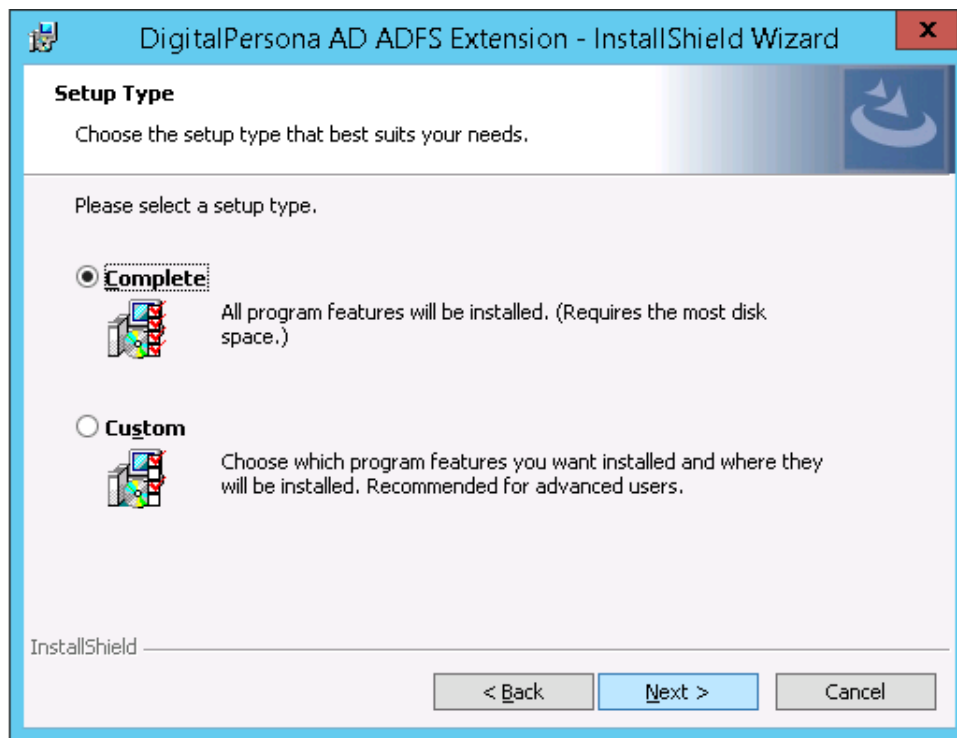 DigitalPersona AD ADFS Extension - InstallShield Wizard
x
Setup Type
Choose the setup type that best suits your needs.
Please select a setup type.
Complete
All program features will be installed. (Requires the most disk
space.)
Custom
Choose which program features you want installed and where they
will be installed. Recommended for advanced users.
InstallShield
< Back
Next >
Cancel